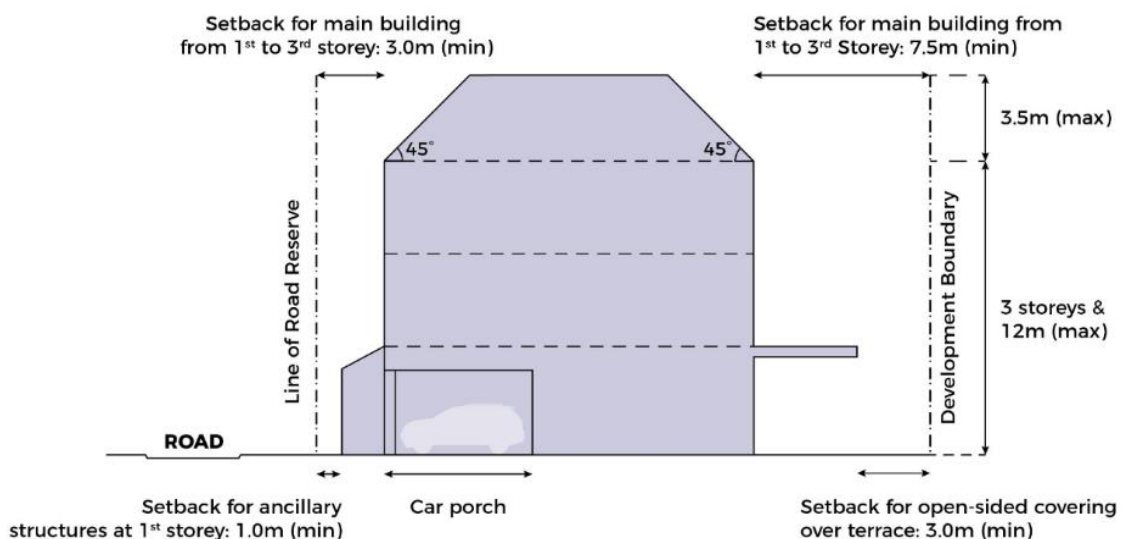 Setback for main building
from 1st to 3rd storey: 3.0m (min)
Setback for main building from
1st to 3rd Storey: 7.5m (min)
3.5m (max)
45°
45°
Line of Road Reserve
Development Boundary
3 storeys &
12m (max)
ROAD
Setback for ancillary
structures at 1st storey: 1.0m (min)
Car porch
Setback for open-sided covering
over terrace: 3.0m (min)